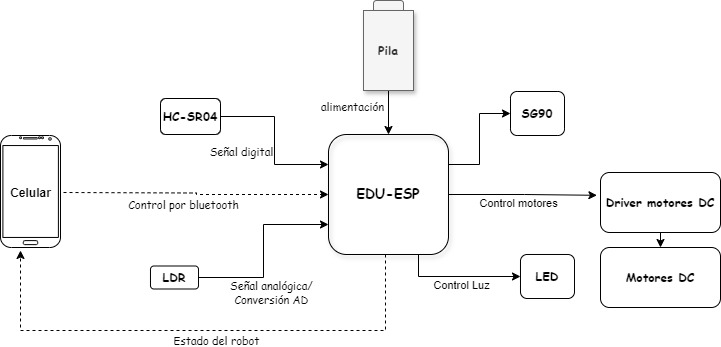 Pila
alimentación
HC-SR04
SG90
Señal digital
Celular
EDU-ESP
Control por bluetooth
Control motores
Driver motores DC
LDR
Señal analógica/
Conversión AD
Control Luz
LED
Motores DC
Estado del robot